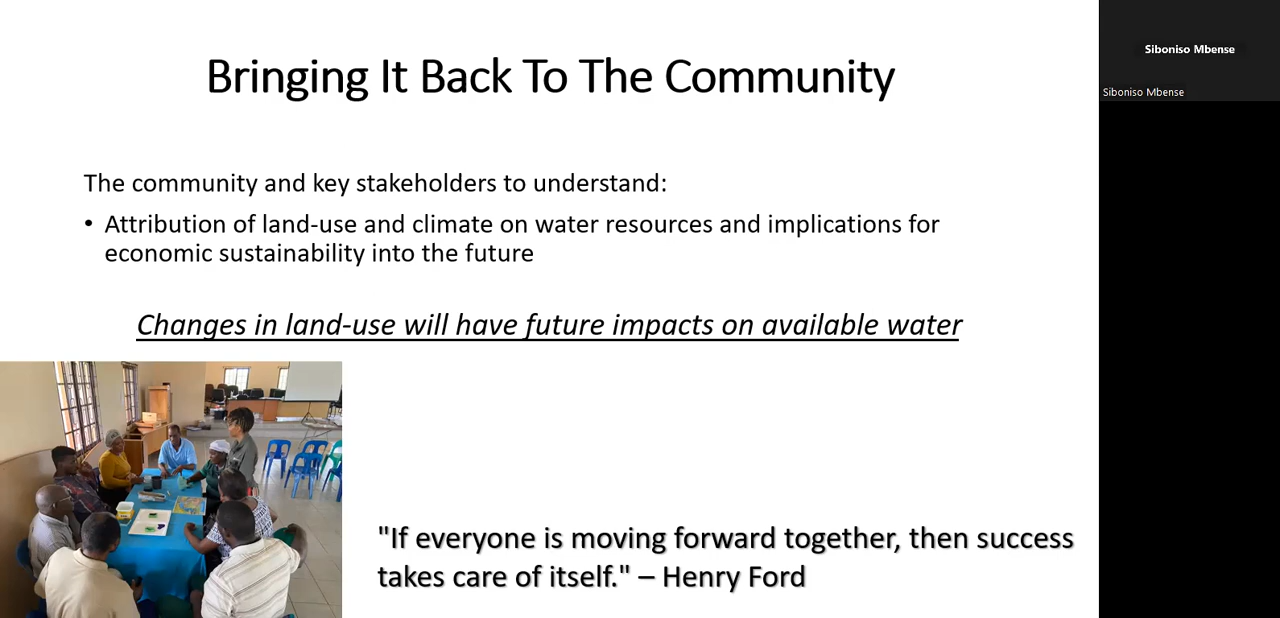 Bringing It Back To The Community
The community and key stakeholders to understand:
• Attribution of land-use and climate on water resources and implications for
economic sustainability into the future
Changes in land-use will have future impacts on available water
"If everyone is moving forward together, then success
takes care of itself." – Henry Ford
Siboniso Mbense
Siboniso Mbense